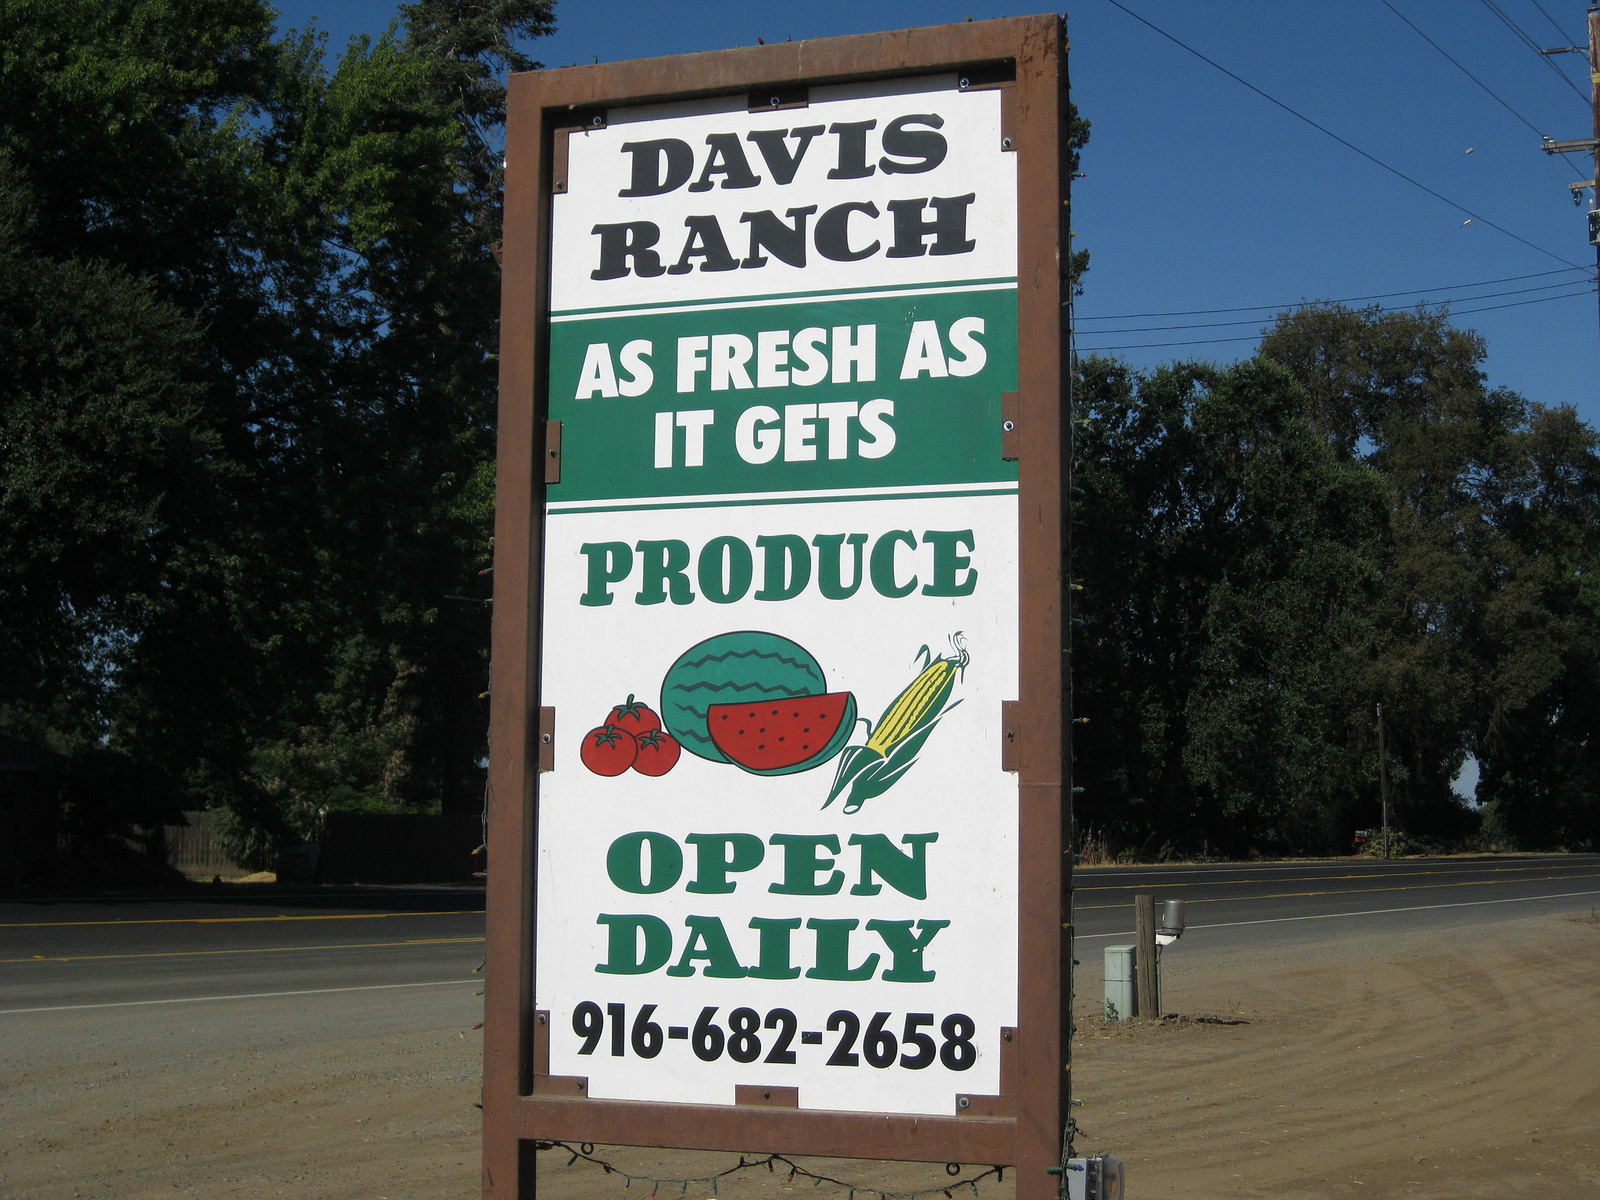 DAVIS
RANCH
AS FRESH AS
IT GETS
PRODUCE
OPEN
DAILY
916-682-2658